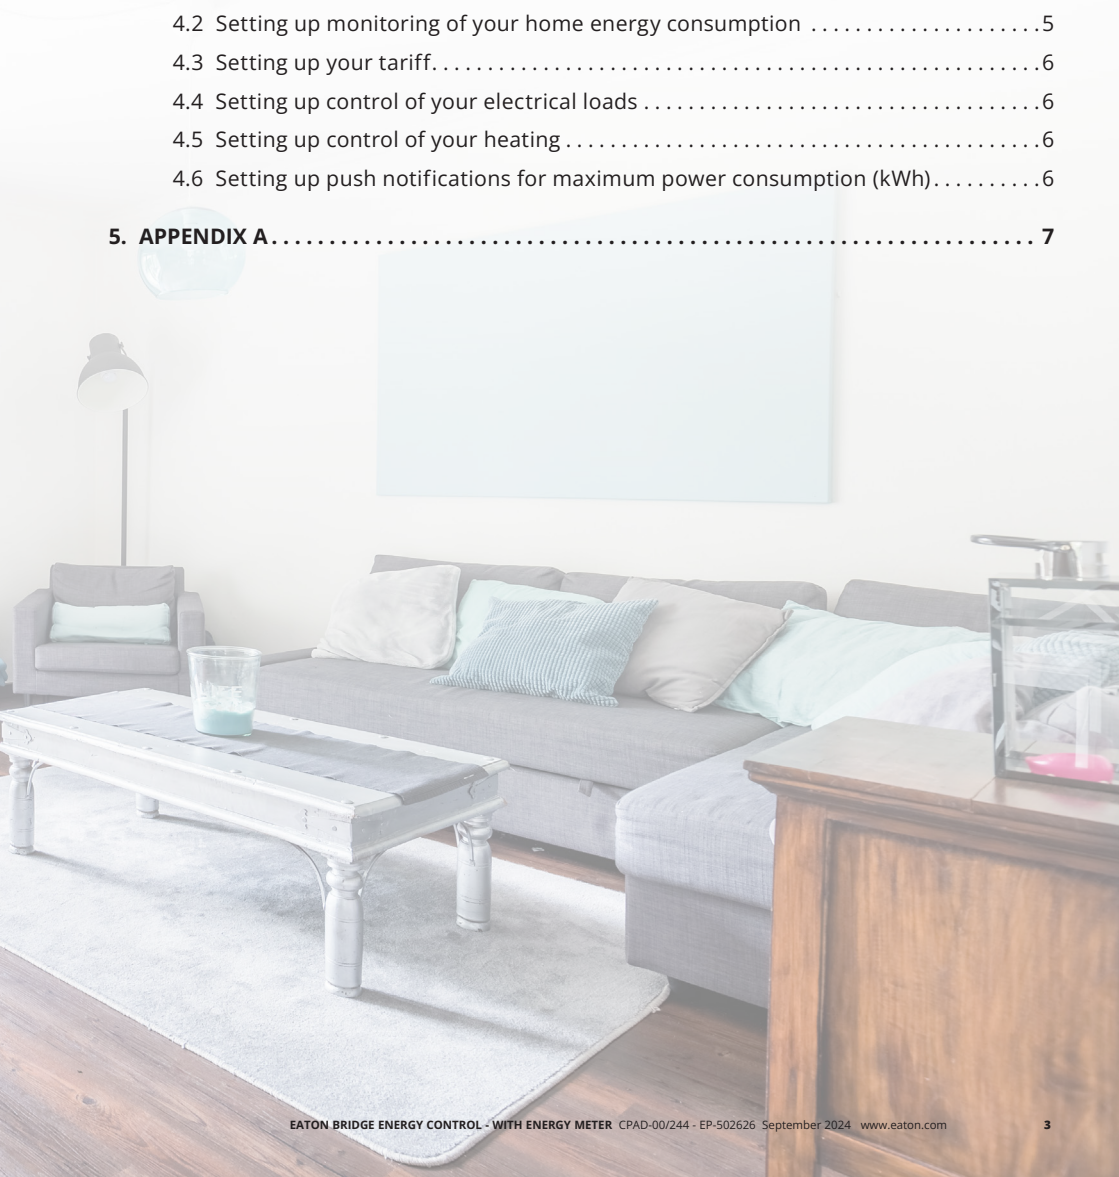 4.2 Setting up monitoring of your home energy consumption . . . . . . . . . . . . . . . . . . . . . 5
4.3 Setting up your tariff. . . . . . . . . . . . . . . . . . . . . . . . . . . . . . . . . . . . . . . . . . . . . . . . . . . . . . . 6
4.4 Setting up control of your electrical loads . . . . . . . . . . . . . . . . . . . . . . . . . . . . . . . . . . . . 6
4.5 Setting up control of your heating . . . . . . . . . . . . . . . . . . . . . . . . . . . . . . . . . . . . . . . . . . . 6
4.6 Setting up push notifications for maximum power consumption (kWh) . . . . . . . . . . 6
5. APPENDIX A . . . . . . . . . . . . . . . . . . . . . . . . . . . . . . . . . . . . . . . . . . . . . . . . . . . . . . . . . . . . . . . . . . 7
EATON BRIDGE ENERGY CONTROL - WITH ENERGY METER CPAD-00/244 - EP-502626 September 2024 www.eaton.com 3